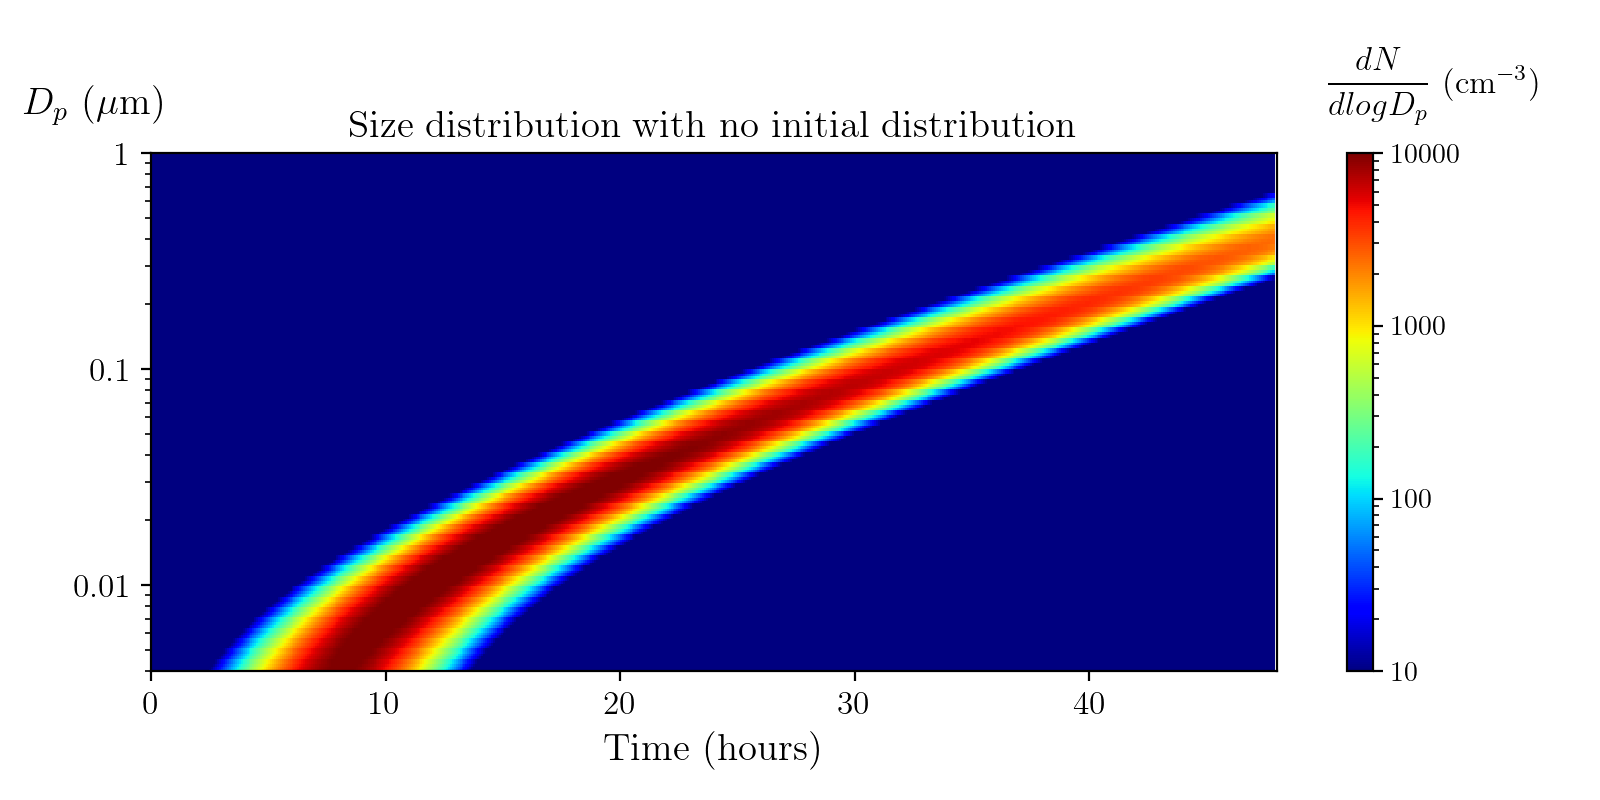 dN
dlogD_p (cm⁻³)
D_p (μm)
Size distribution with no initial distribution
1
0.1
0.01
0 10 20 30 40
Time (hours)
10000
1000
100
10